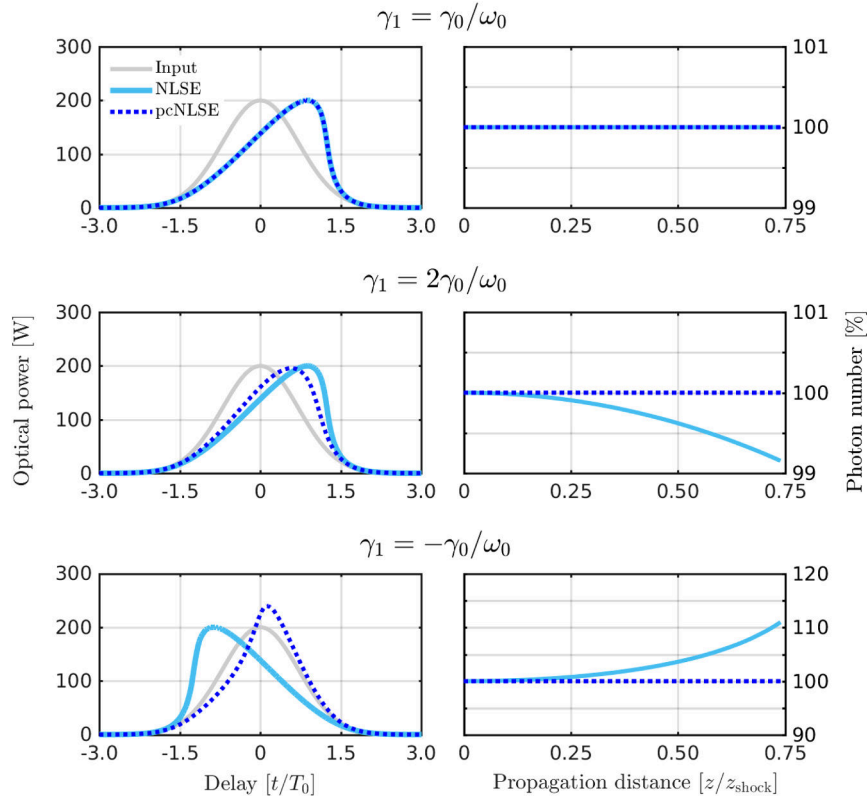 γ₁ = γ₀/ω₀
300
200
100
0
Input
NLSE
pcNLSE
-3.0 -1.5 0 1.5 3.0
101
100
99
0 0.25 0.50 0.75
γ₁ = 2γ₀/ω₀
Optical power [W]
300
200
100
0
-3.0 -1.5 0 1.5 3.0
101
100
99
0 0.25 0.50 0.75
Photon number [%]
γ₁ = −γ₀/ω₀
300
200
100
0
-3.0 -1.5 0 1.5 3.0
Delay [t/T₀]
120
110
100
90
0 0.25 0.50 0.75
Propagation distance [z/z_shock]